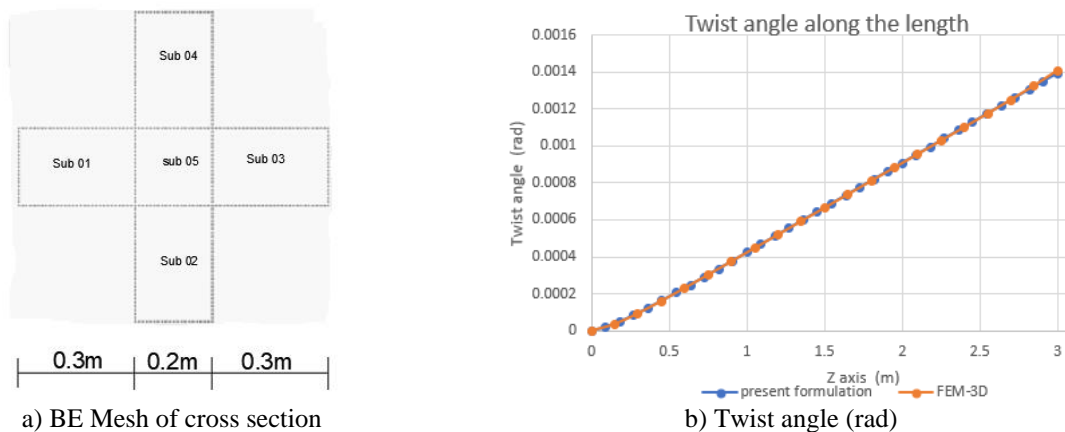 Sub 04
Sub 01
sub 05
Sub 03
Sub 02
0.3m 0.2m 0.3m
a) BE Mesh of cross section
Twist angle along the length
Twist angle (rad)
0.0016
0.0014
0.0012
0.001
0.0008
0.0006
0.0004
0.0002
0
0 0.5 1 1.5 2 2.5 3
Z axis (m)
present formulation FEM-3D
b) Twist angle (rad)